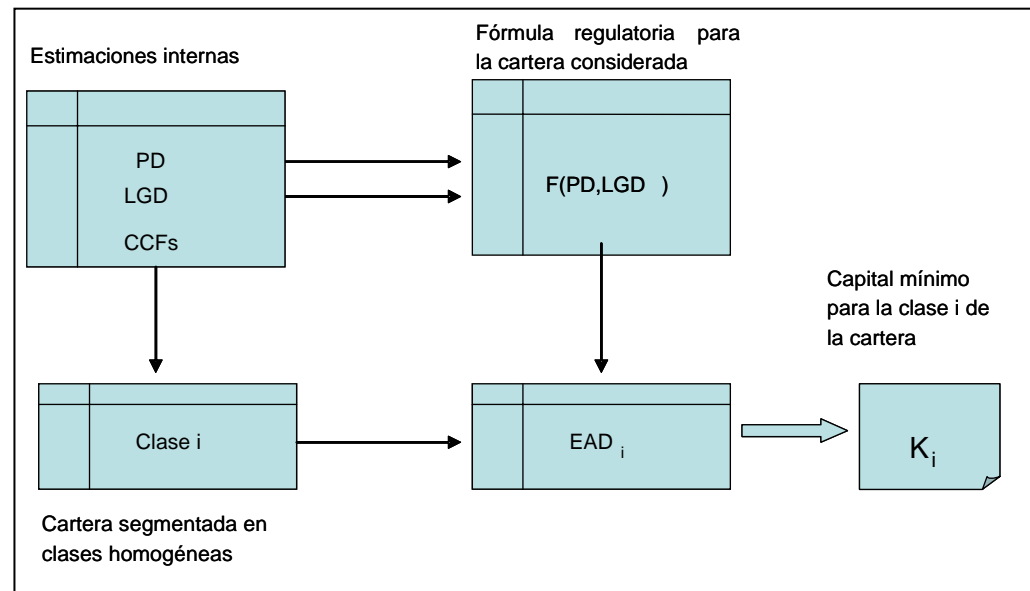 Estimaciones internas
PD
LGD
CCFs
Fórmula regulatoria para
la cartera considerada
F(PD,LGD )
Capital mínimo
para la clase i de
la cartera
Clase i
EAD i
K i
Cartera segmentada en
clases homogéneas